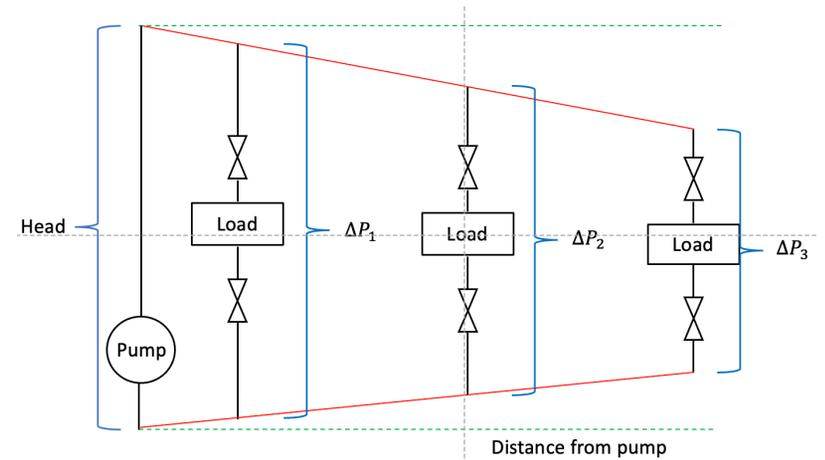 Head
Pump
Load
ΔP₁
Load
ΔP₂
Load
ΔP₃
Distance from pump